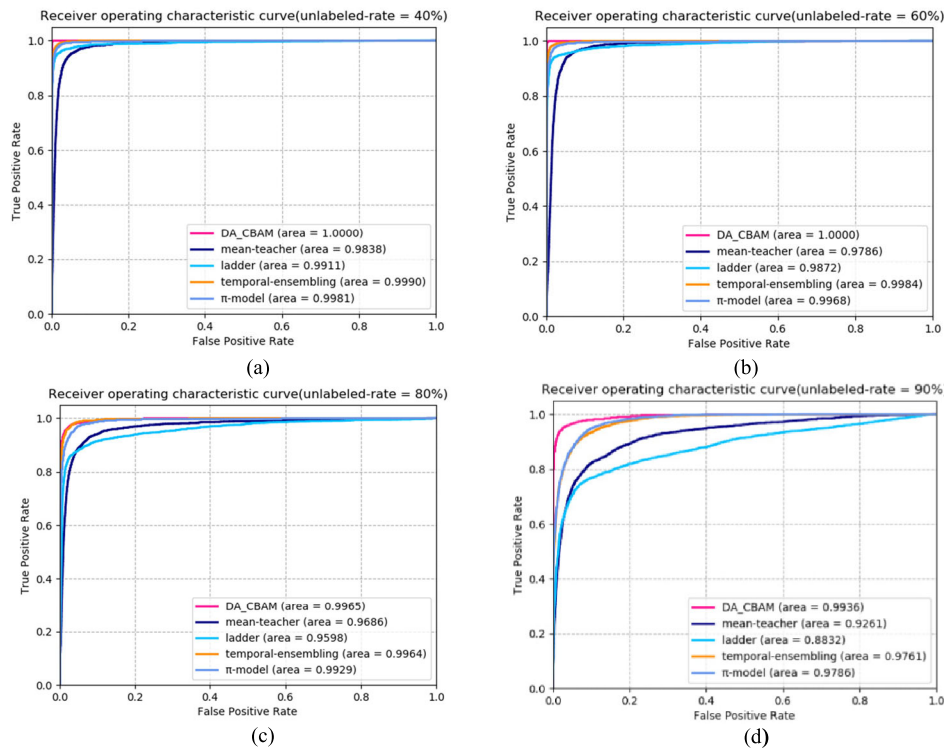 Receiver operating characteristic curve(unlabeled-rate = 40%)
1.0
0.8
0.6
0.4
0.2
0.0
True Positive Rate
DA_CBAM (area = 1.0000)
mean-teacher (area = 0.9838)
ladder (area = 0.9911)
temporal-ensembling (area = 0.9990)
π-model (area = 0.9981)
0.0 0.2 0.4 0.6 0.8 1.0
False Positive Rate
(a)
Receiver operating characteristic curve(unlabeled-rate = 60%)
1.0
0.8
0.6
0.4
0.2
0.0
True Positive Rate
DA_CBAM (area = 1.0000)
mean-teacher (area = 0.9786)
ladder (area = 0.9872)
temporal-ensembling (area = 0.9984)
π-model (area = 0.9968)
0.0 0.2 0.4 0.6 0.8 1.0
False Positive Rate
(b)
Receiver operating characteristic curve(unlabeled-rate = 80%)
1.0
0.8
0.6
0.4
0.2
0.0
True Positive Rate
DA_CBAM (area = 0.9965)
mean-teacher (area = 0.9686)
ladder (area = 0.9598)
temporal-ensembling (area = 0.9964)
π-model (area = 0.9929)
0.0 0.2 0.4 0.6 0.8 1.0
False Positive Rate
(c)
Receiver operating characteristic curve(unlabeled-rate = 90%
1.0
0.8
0.6
0.4
0.2
0.0
True Positive Rate
DA_CBAM (area = 0.9936)
mean-teacher (area = 0.9261)
ladder (area = 0.8832)
temporal-ensembling (area = 0.9761)
π-model (area = 0.9786)
0.0 0.2 0.4 0.6 0.8 1.0
False Positive Rate
(d)